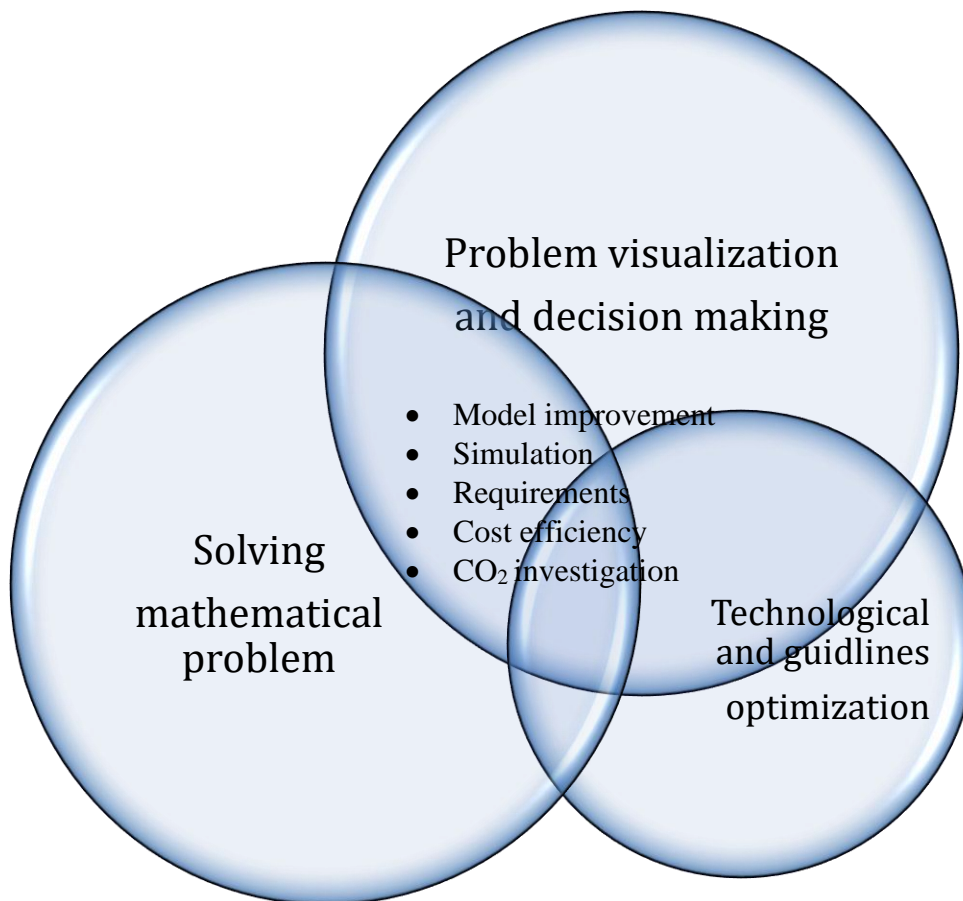 Problem visualization
and decision making
• Model improvement
• Simulation
• Requirements
• Cost efficiency
• CO₂ investigation
Solving
mathematical
problem
Technological
and guidlines
optimization